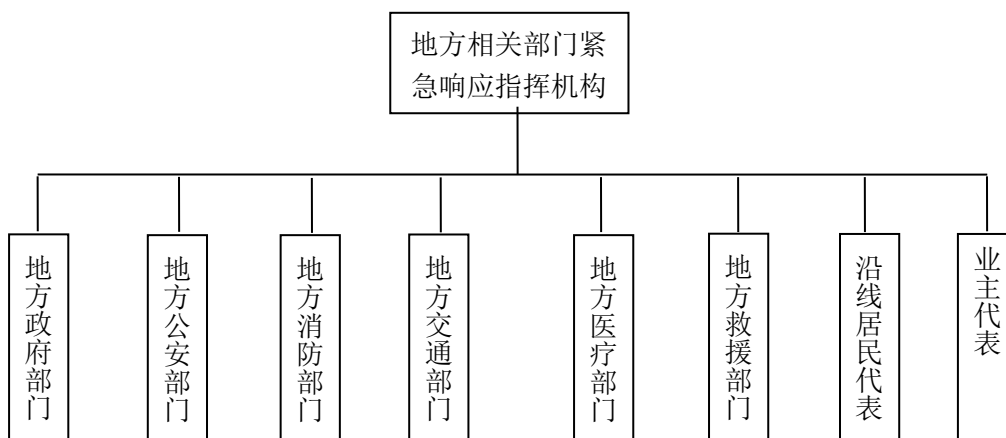 地方相关部门紧
急响应指挥机构
地方政府部门
地方公安部门
地方消防部门
地方交通部门
地方医疗部门
地方救援部门
沿线居民代表
业主代表